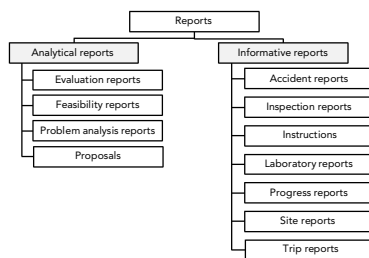 Reports
Analytical reports
Evaluation reports
Feasibility reports
Problem analysis reports
Proposals
Informative reports
Accident reports
Inspection reports
Instructions
Laboratory reports
Progress reports
Site reports
Trip reports